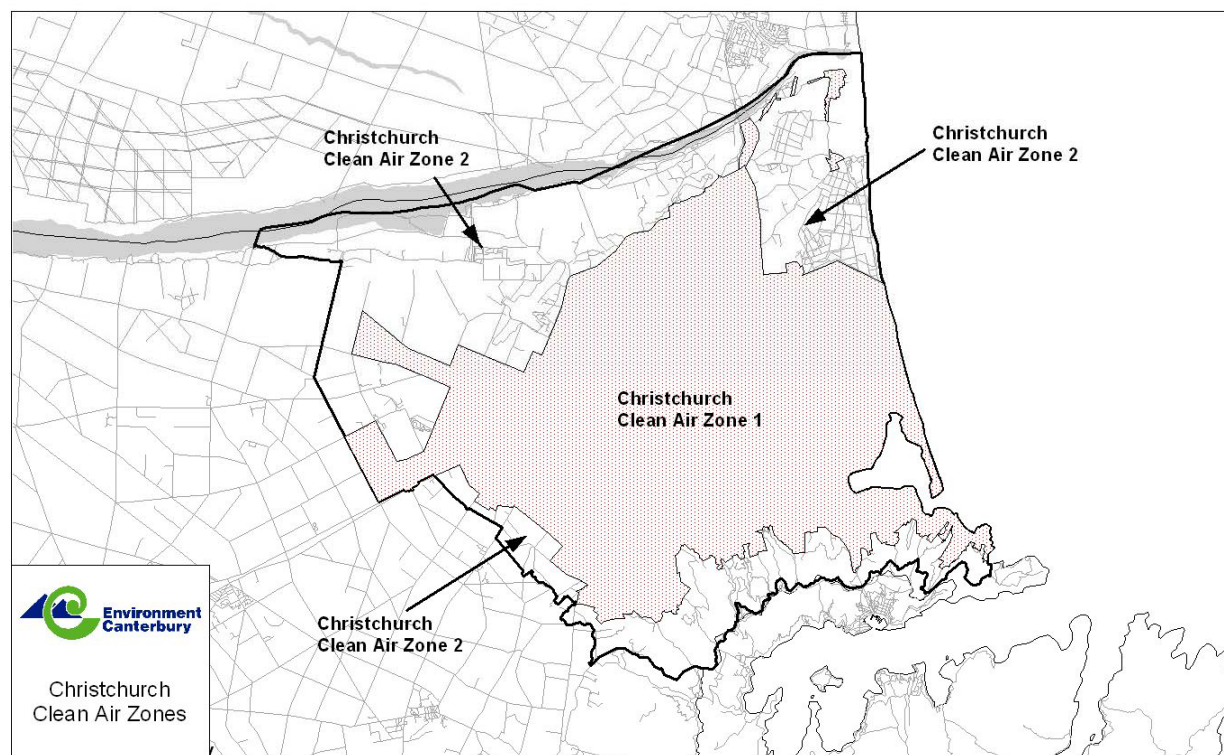 Christchurch
Clean Air Zone 2
Christchurch
Clean Air Zone 2
Christchurch
Clean Air Zone 1
Christchurch
Clean Air Zone 2
Environment
Canterbury
Christchurch
Clean Air Zones